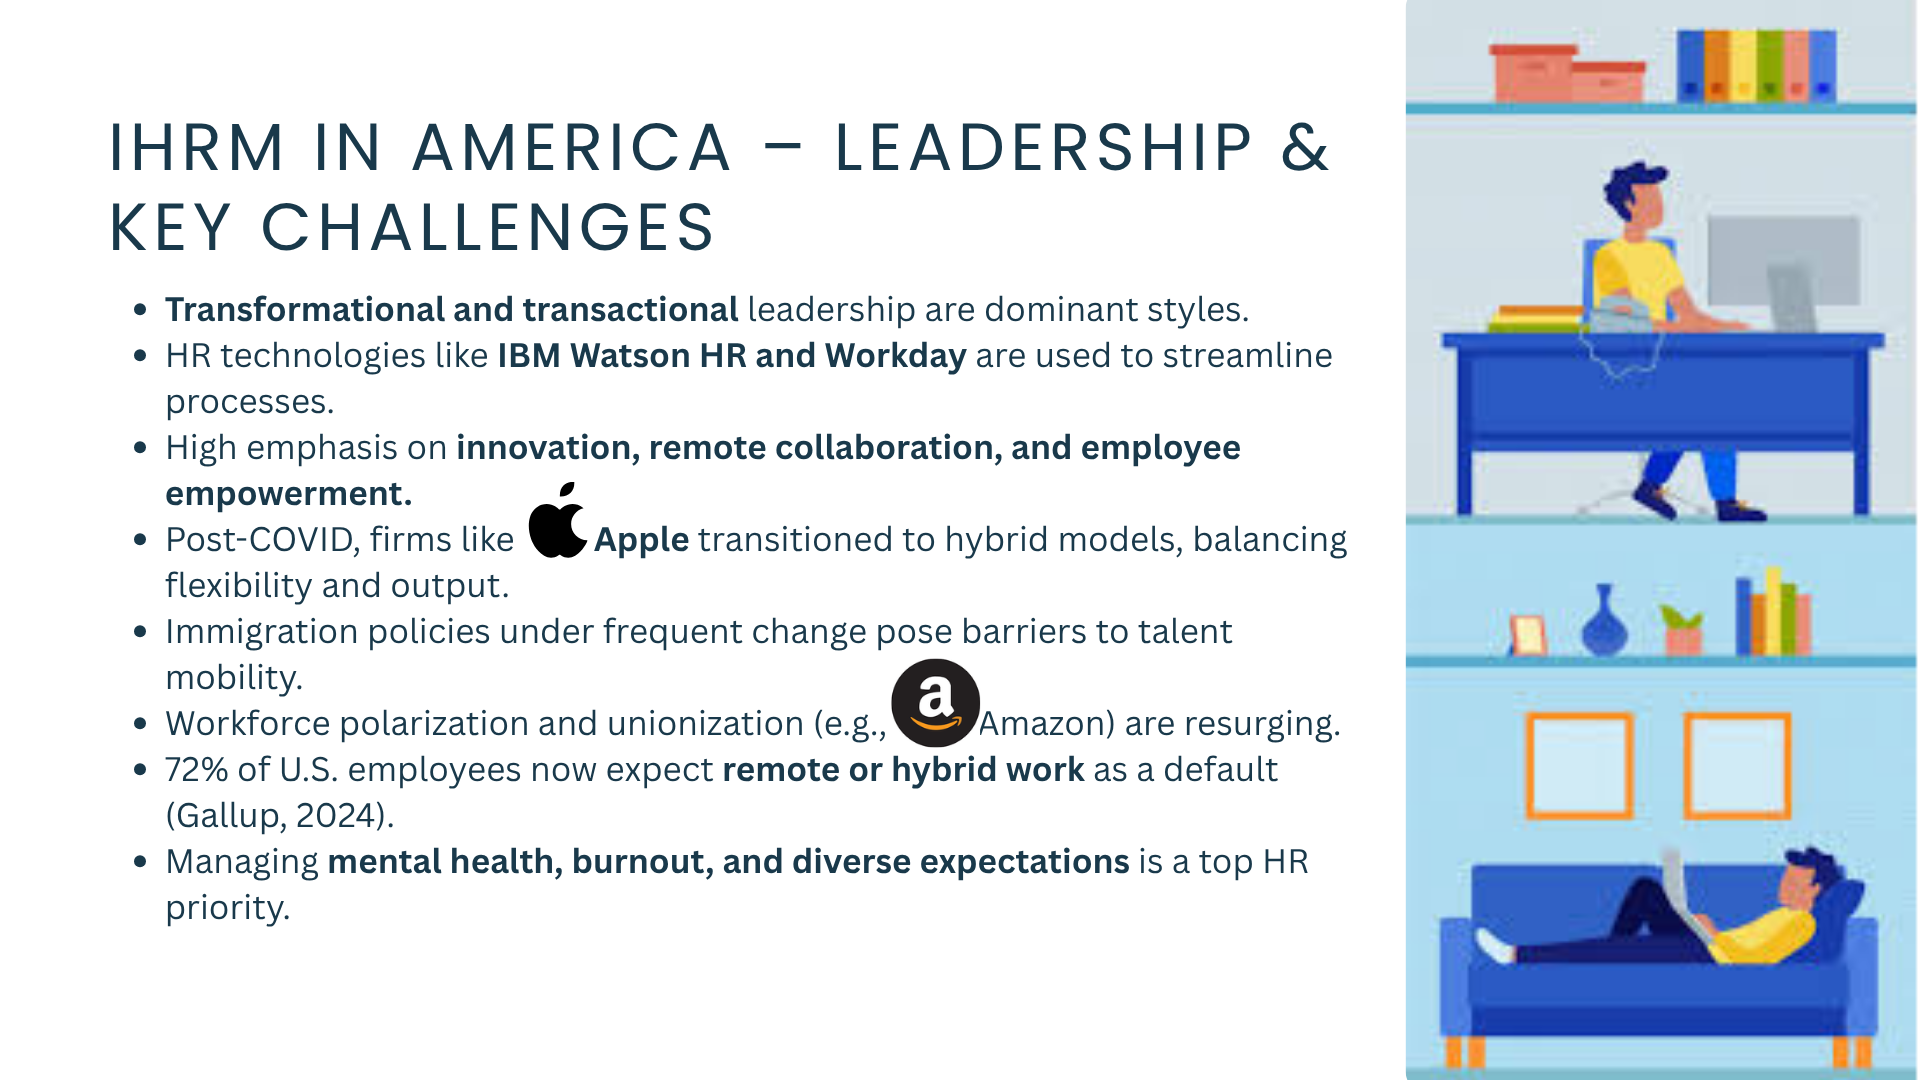 IHRM IN AMERICA – LEADERSHIP &
KEY CHALLENGES
• Transformational and transactional leadership are dominant styles.
• HR technologies like IBM Watson HR and Workday are used to streamline
processes.
• High emphasis on innovation, remote collaboration, and employee
empowerment.
• Post-COVID, firms like Apple transitioned to hybrid models, balancing
flexibility and output.
• Immigration policies under frequent change pose barriers to talent
mobility.
• Workforce polarization and unionization (e.g., a Amazon) are resurging.
• 72% of U.S. employees now expect remote or hybrid work as a default
(Gallup, 2024).
• Managing mental health, burnout, and diverse expectations is a top HR
priority.